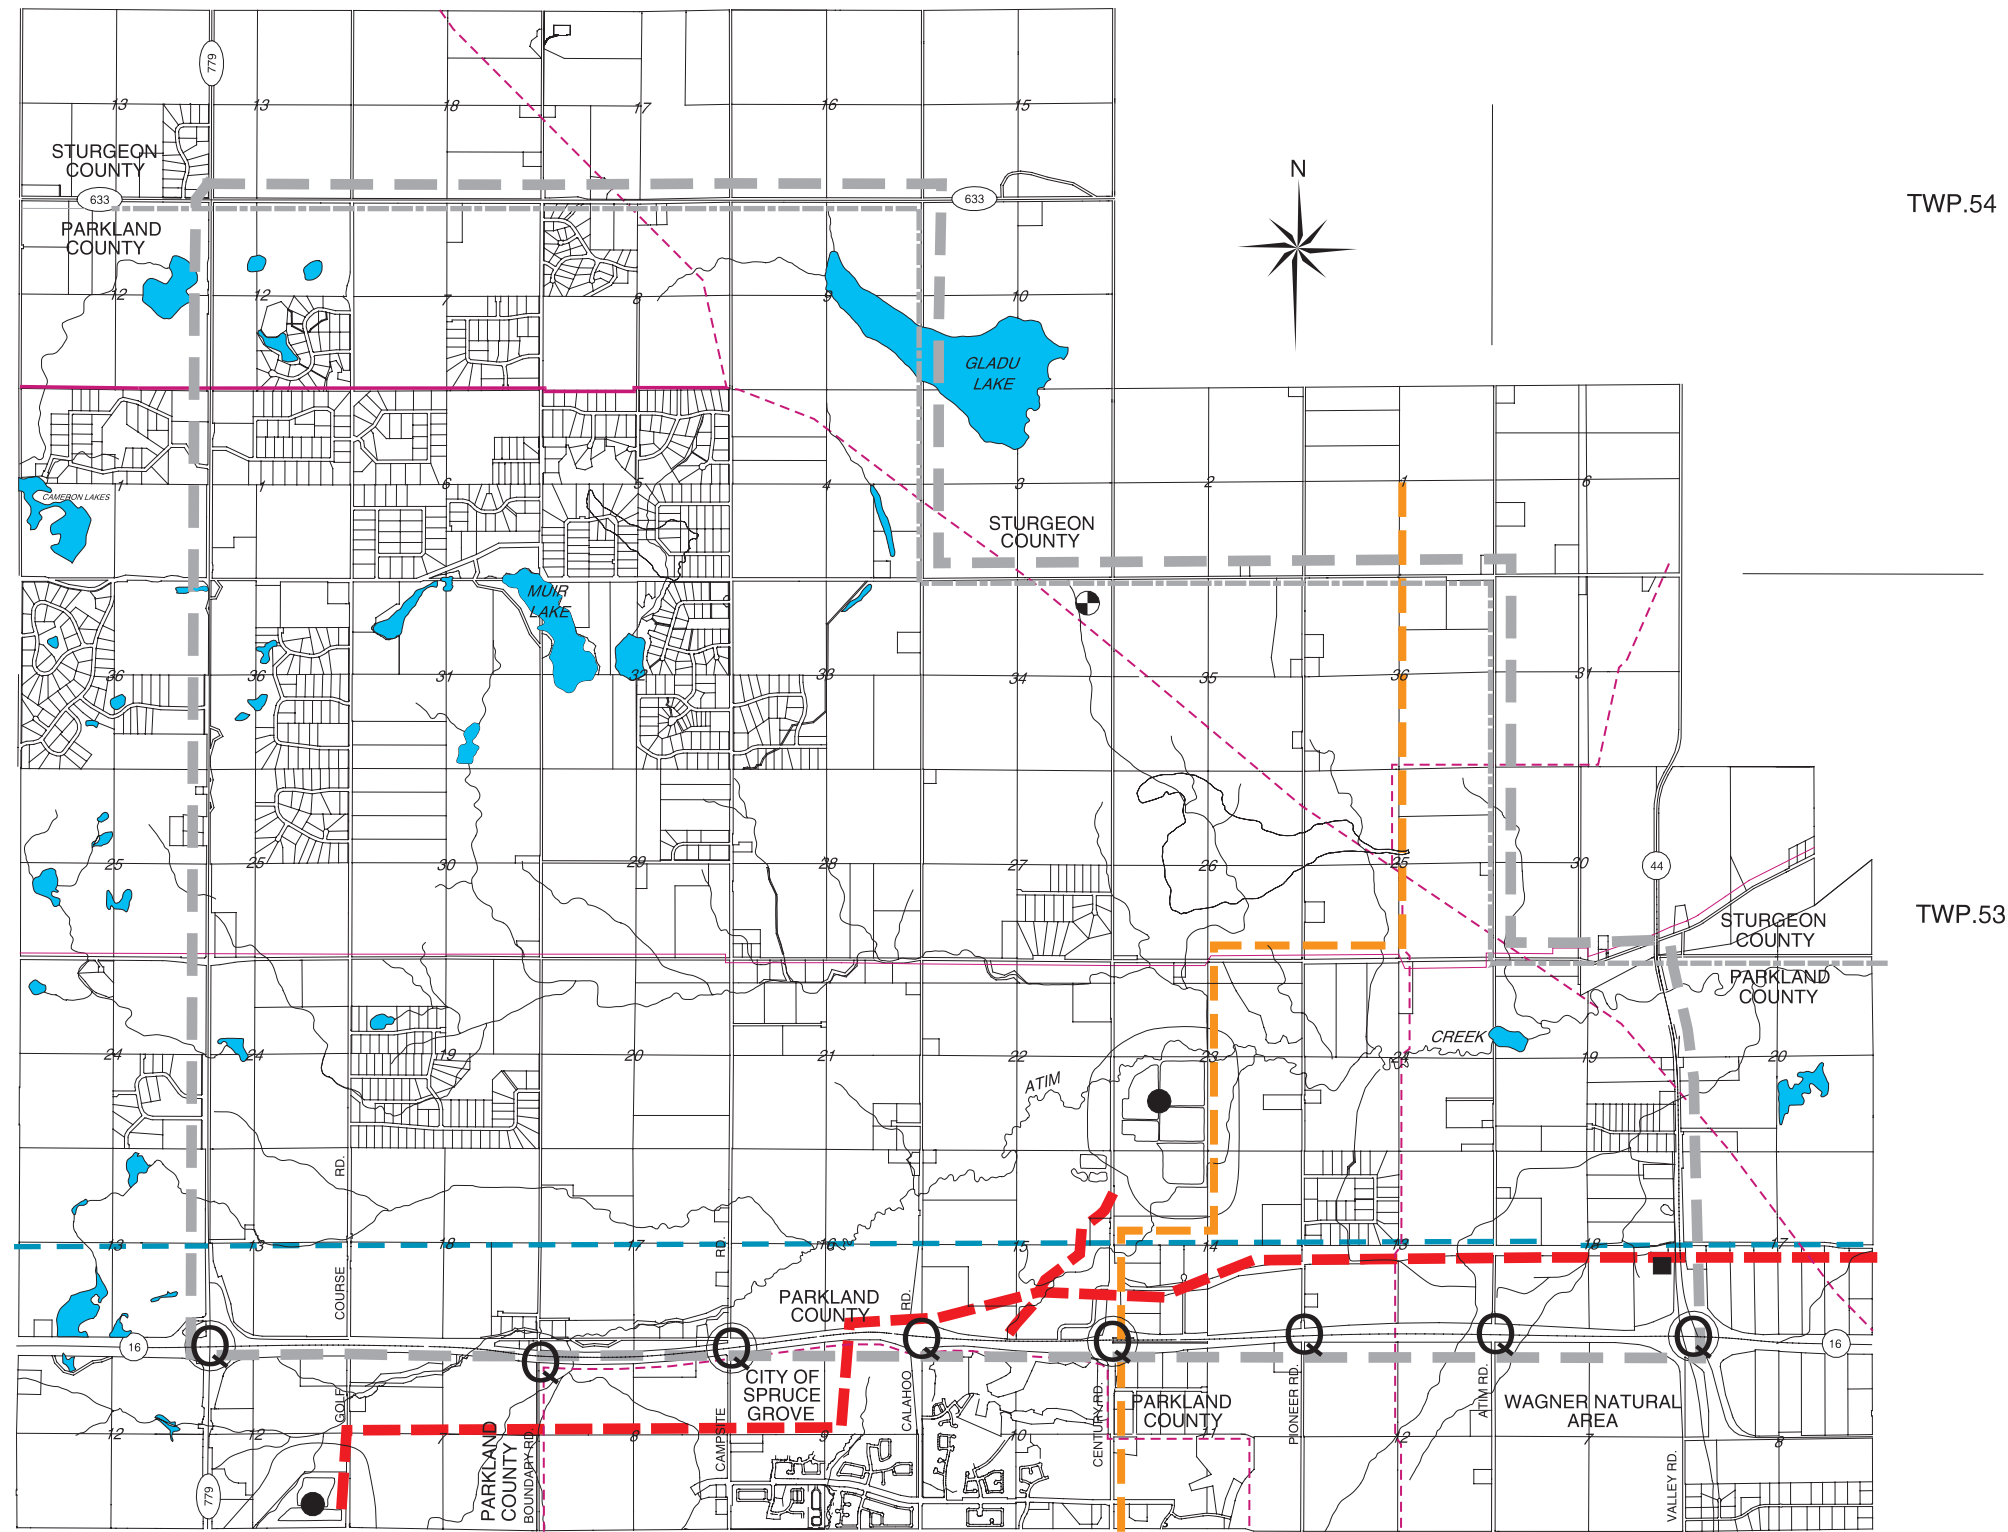 779
13
13
18
17
16
15
STURGEON
COUNTY
N
633
633
TWP.54
PARKLAND
COUNTY
12
12
7
8
9
10
GLADU
LAKE
1
1
6
5
4
3
2
1
6
CAMERON LAKES
STURGEON
COUNTY
MUIR
LAKE
36
36
31
32
33
34
35
36
31
25
25
30
29
28
27
26
25
30
44
STURGEON
COUNTY
TWP.53
PARKLAND
COUNTY
CREEK
24
24
19
20
21
22
23
24
19
20
ATIM
13
13
18
17
16
15
14
13
18
17
PARKLAND
COUNTY
16
Q
Q
Q
Q
Q
Q
Q
Q
16
CITY OF
SPRUCE
GROVE
PARKLAND
COUNTY
WAGNER NATURAL
AREA
12
12
7
8
9
10
11
12
7
8
779
GOLF COURSE RD.
PARKLAND
COUNTY
BOUNDARY RD.
CAMPSITE RD.
CALAHOO RD.
CENTURY RD.
PIONEER RD.
ATIM RD.
VALLEY RD.